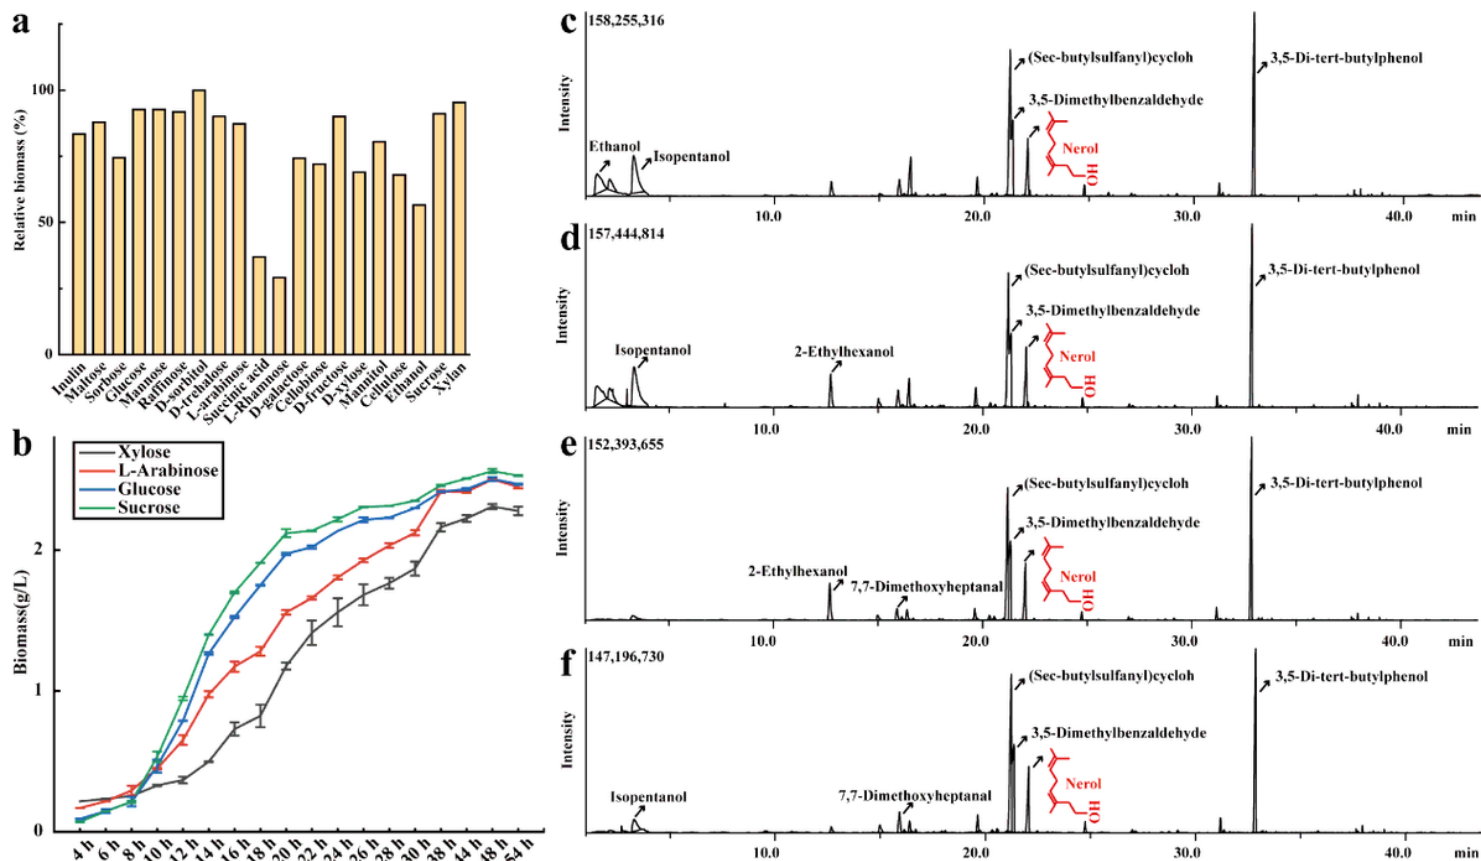 a
Relative biomass (%)
100
50
0
Inulin
Maltose
Sorbose
Glucose
Mannose
Raffinose
D-sorbitol
D-trehalose
L-arabinose
Succinic acid
L-Rhamnose
D-galactose
Cellobiose
D-fructose
D-xylose
Mannitol
Cellulose
Ethanol
Sucrose
Xylan
b
Xylose
L-Arabinose
Glucose
Sucrose
Biomass(g/L)
2
1
0
4 h
6 h
8 h
10 h
12 h
14 h
16 h
18 h
20 h
22 h
24 h
26 h
28 h
30 h
38 h
44 h
48 h
54 h
c
158,255,316
Intensity
Ethanol
Isopentanol
(Sec-butylsulfanyl)cycloh
3,5-Dimethylbenzaldehyde
Nerol
OH
3,5-Di-tert-butylphenol
10.0 20.0 30.0 40.0 min
d
157,444,814
Intensity
Isopentanol
2-Ethylhexanol
(Sec-butylsulfanyl)cycloh
3,5-Dimethylbenzaldehyde
Nerol
OH
3,5-Di-tert-butylphenol
10.0 20.0 30.0 40.0 min
e
152,393,655
Intensity
2-Ethylhexanol
7,7-Dimethoxyheptanal
(Sec-butylsulfanyl)cycloh
3,5-Dimethylbenzaldehyde
Nerol
OH
3,5-Di-tert-butylphenol
10.0 20.0 30.0 40.0 min
f
147,196,730
Intensity
Isopentanol
7,7-Dimethoxyheptanal
(Sec-butylsulfanyl)cycloh
3,5-Dimethylbenzaldehyde
Nerol
OH
3,5-Di-tert-butylphenol
10.0 20.0 30.0 40.0 min